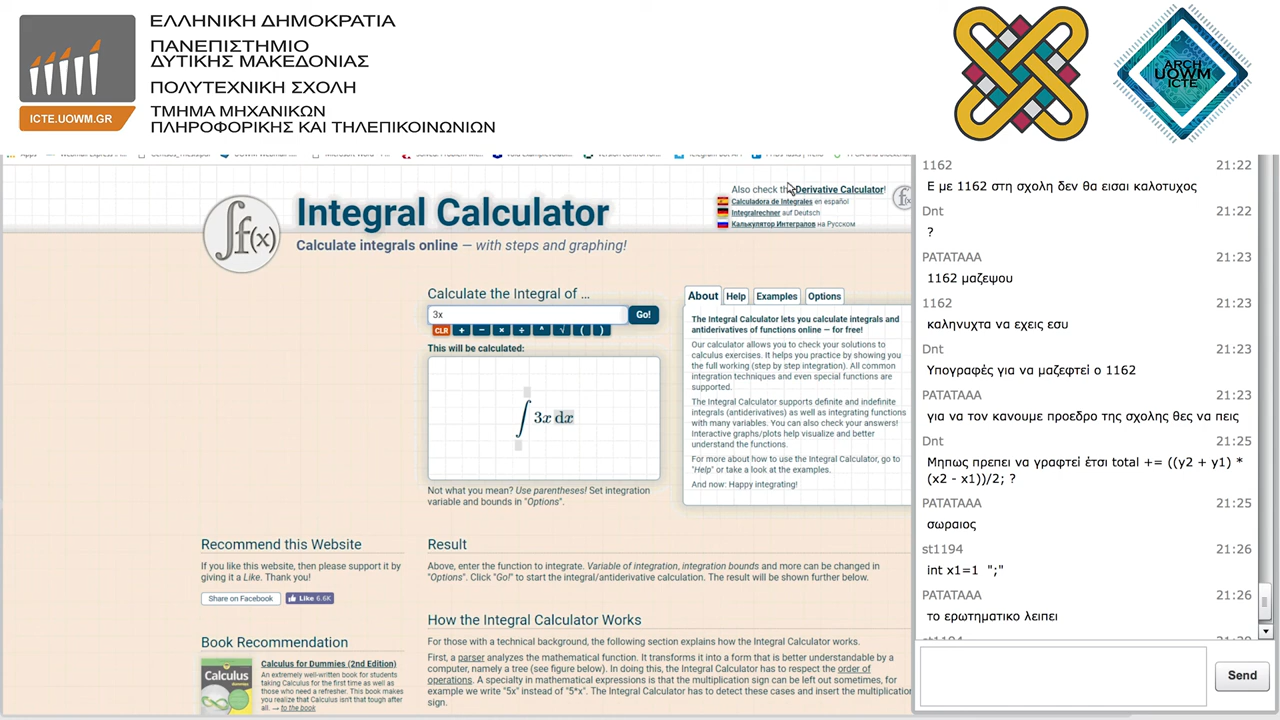 ΕΛΛΗΝΙΚΗ ΔΗΜΟΚΡΑΤΙΑ
ΠΑΝΕΠΙΣΤΗΜΙΟ
ΔΥΤΙΚΗΣ ΜΑΚΕΔΟΝΙΑΣ
ΠΟΛΥΤΕΧΝΙΚΗ ΣΧΟΛΗ
ΤΜΗΜΑ ΜΗΧΑΝΙΚΩΝ
ΠΛΗΡΟΦΟΡΙΚΗΣ ΚΑΙ ΤΗΛΕΠΙΚΟΙΝΩΝΙΩΝ
ICTE.UOWM.GR
ARCH
UOWM
ICTE
∫f(x)
Integral Calculator
Calculate integrals online — with steps and graphing!
Also check the Derivative Calculator!
Calculadora de Integrales en español
Integralrechner auf Deutsch
Калькулятор Интегралов на Русском
Calculate the Integral of ...
3x
Go!
CLR + − × ÷ ^ √ ( )
This will be calculated:
∫ 3x dx
Not what you mean? Use parentheses! Set integration
variable and bounds in "Options".
About Help Examples Options
The Integral Calculator lets you calculate integrals and
antiderivatives of functions online — for free!
Our calculator allows you to check your solutions to
calculus exercises. It helps you practice by showing you
the full working (step by step integration). All common
integration techniques and even special functions are
supported.
The Integral Calculator supports definite and indefinite
integrals (antiderivatives) as well as integrating functions
with many variables. You can also check your answers!
Interactive graphs/plots help visualize and better
understand the functions.
For more about how to use the Integral Calculator, go to
"Help" or take a look at the examples.
And now: Happy integrating!
Recommend this Website
If you like this website, then please support it by
giving it a Like. Thank you!
Share on Facebook
Like 6.6K
Book Recommendation
Calculus for Dummies (2nd Edition)
An extremely well-written book for students
taking Calculus for the first time as well as
those who need a refresher. This book makes
you realize that Calculus isn't that tough after
all. → to the book
Calculus
Result
Above, enter the function to integrate. Variable of integration, integration bounds and more can be changed in
"Options". Click "Go!" to start the integral/antiderivative calculation. The result will be shown further below.
How the Integral Calculator Works
For those with a technical background, the following section explains how the Integral Calculator works.
First, a parser analyzes the mathematical function. It transforms it into a form that is better understandable by a
computer, namely a tree (see figure below). In doing this, the Integral Calculator has to respect the order of
operations. A specialty in mathematical expressions is that the multiplication sign can be left out sometimes, for
example we write "5x" instead of "5*x". The Integral Calculator has to detect these cases and insert the multiplication
sign.
1162 21:22
Ε με 1162 στη σχολη δεν θα εισαι καλοτυχος
Dnt 21:22
?
PATATAAA 21:23
1162 μαζεψου
1162 21:23
καληνυχτα να εχεις εσυ
Dnt 21:23
Υπογραφές για να μαζεφτεί ο 1162
PATATAAA 21:23
για να τον κανουμε προεδρο της σχολης θες να πεις
Dnt 21:25
Μηπως πρεπει να γραφτεί έτσι total += ((y2 + y1) *
(x2 - x1))/2; ?
PATATAAA 21:25
σωραιος
st1194 21:26
int x1=1 ";"
PATATAAA 21:26
το ερωτηματικο λειπει
Send